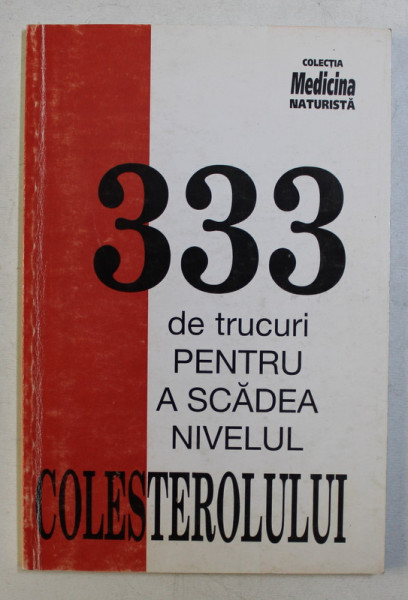 COLECȚIA
Medicina
NATURISTĂ
333
de trucuri
PENTRU
A SCĂDEA
NIVELUL
COLESTEROLULUI